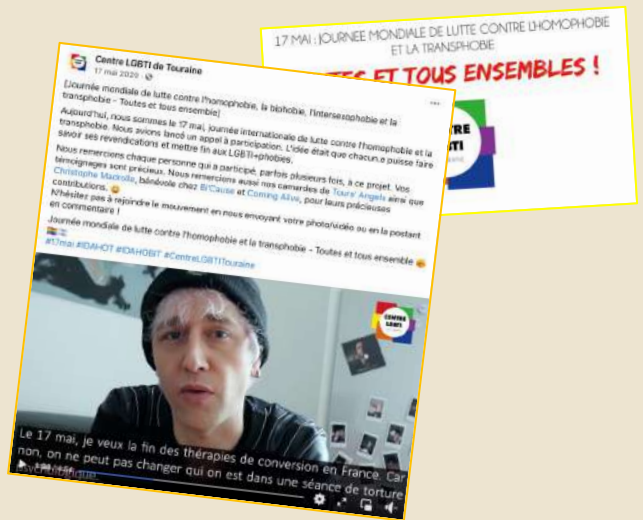 17 MAI : JOURNEE MONDIALE DE LUTTE CONTRE L'HOMOPHOBIE
ET LA TRANSPHOBIE
ET TOUS ENSEMBLES !
Centre LGBTI de Touraine
17 mai 2020
[Journée mondiale de lutte contre l'homophobie, la biphobie, l'intersexophobie et la
transphobie - Toutes et tous ensemble]
Aujourd'hui, nous sommes le 17 mai, journée internationale de lutte contre l'homophobie et la
transphobie. Nous avions lancé un appel à participation. L'idée était que chacun.e puisse faire
savoir ses revendications et mettre fin aux LGBTI+phobies.
Nous remercions chaque personne qui a participé, parfois plusieurs fois, à ce projet. Vos
témoignages sont précieux. Nous remercions aussi nos camarades de Tours' Angels ainsi que
Christophe Madrolle, bénévole chez Bi'Cause et Coming Alive, pour leurs précieuses
contributions. 😀
N'hésitez pas à rejoindre le mouvement en nous envoyant votre photo/vidéo ou en la postant
en commentaire !
Journée mondiale de lutte contre l'homophobie et la transphobie - Toutes et tous ensemble
#17mai #IDAHOT #IDAHOBIT #CentreLGBTITouraine
CENTRE
LGBTI
Le 17 mai, je veux la fin des thérapies de conversion en France. Car
non, on ne peut pas changer qui on est dans une séance de torture
psychologique.